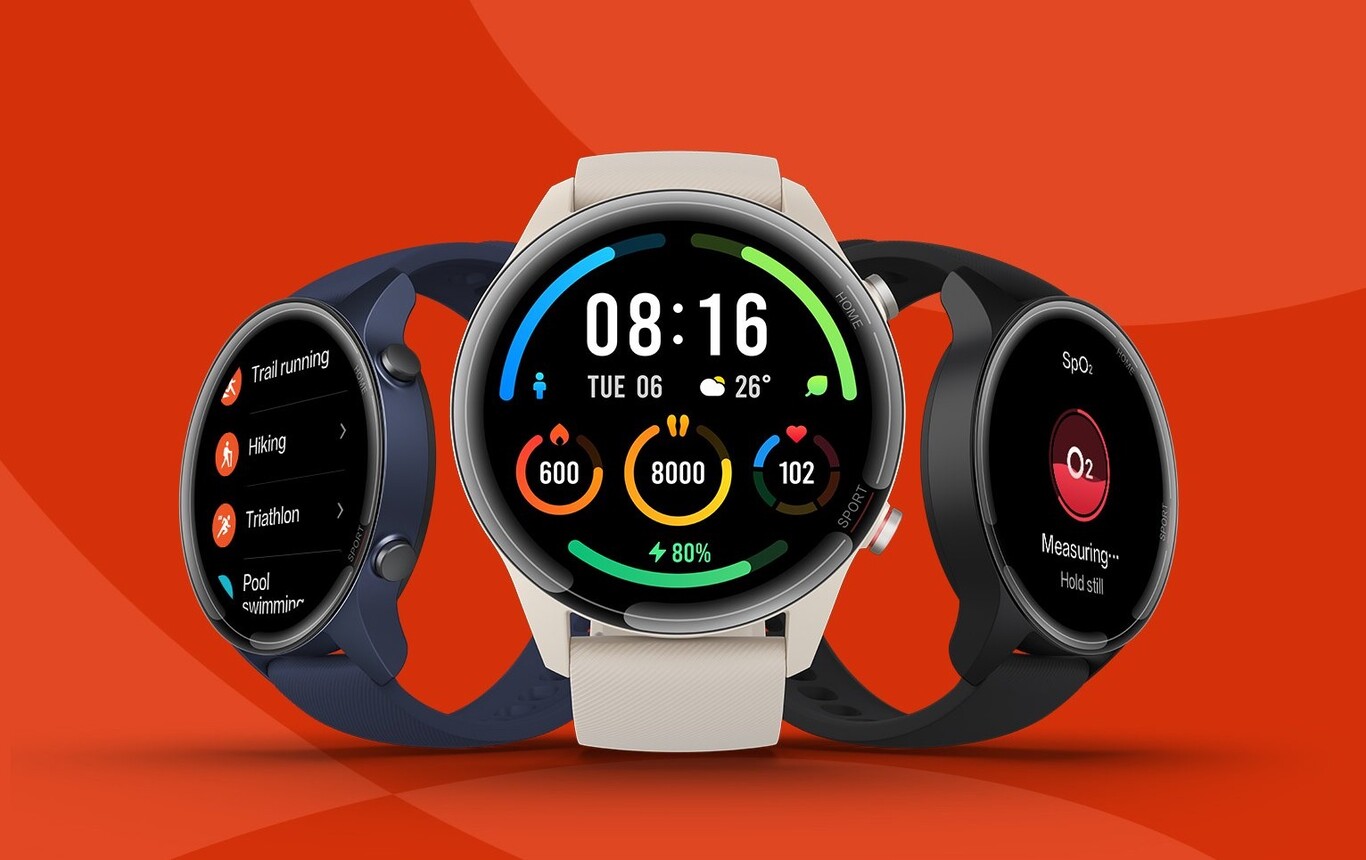 Trail running
Hiking
Triathlon
Pool
swimming
HOME
SPORT
08:16
TUE 06
26°
600
8000
102
80%
HOME
SPORT
SpO₂
O₂
Measuring···
Hold still
HOME
SPORT